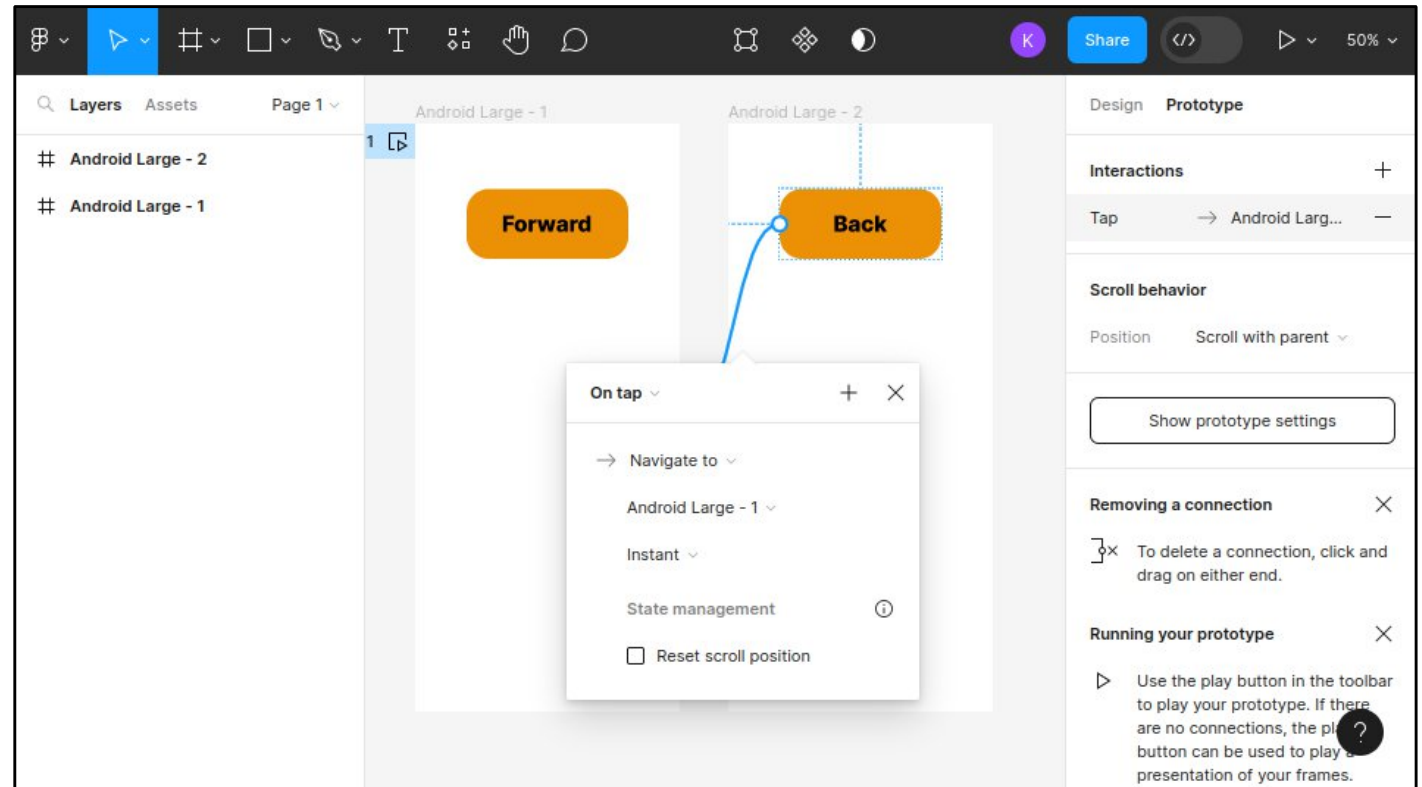 K
Share
50%
Layers Assets Page 1
Android Large - 2
Android Large - 1
Android Large - 1
Android Large - 2
1
Forward
Back
On tap
Navigate to
Android Large - 1
Instant
State management
Reset scroll position
Design Prototype
Interactions
Tap → Android Larg...
Scroll behavior
Position Scroll with parent
Show prototype settings
Removing a connection
To delete a connection, click and
drag on either end.
Running your prototype
Use the play button in the toolbar
to play your prototype. If there
are no connections, the
button can be used to play
presentation of your frames.
?